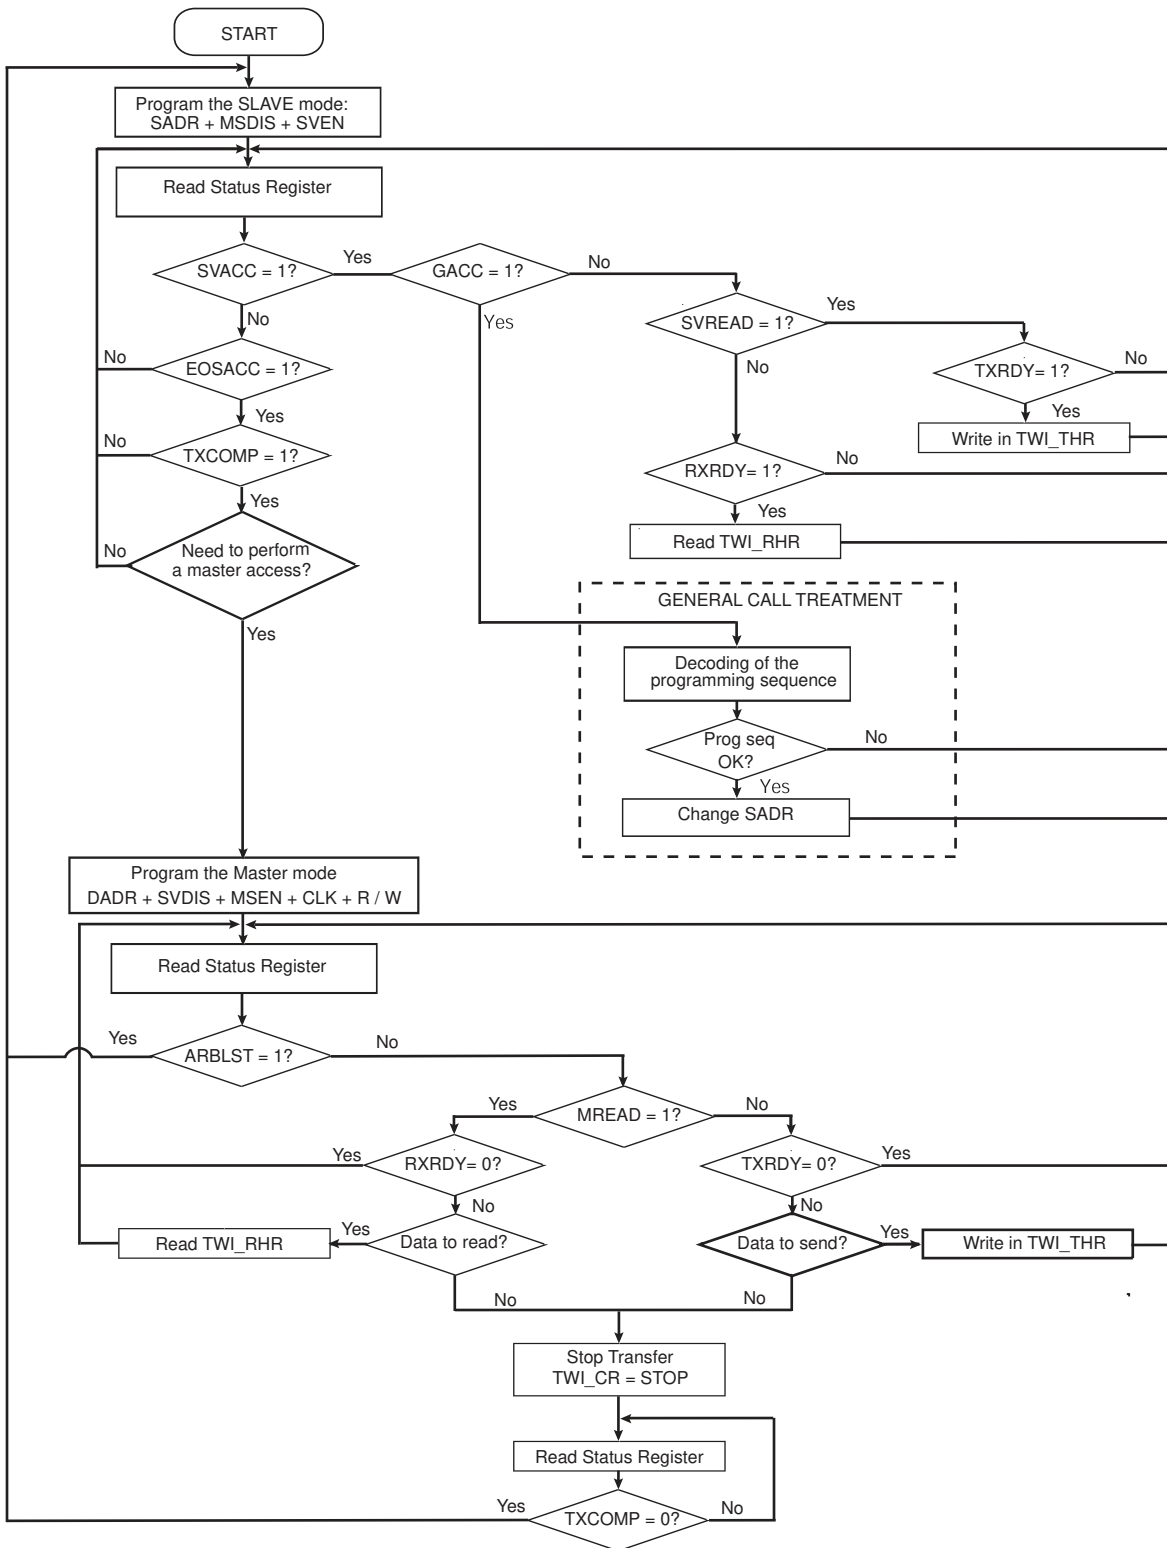 START
Program the SLAVE mode:
SADR + MSDIS + SVEN
Read Status Register
SVACC = 1?
Yes
GACC = 1?
No
No
Yes
SVREAD = 1?
Yes
No
EOSACC = 1?
No
TXRDY= 1?
No
Yes
Yes
Write in TWI_THR
No
TXCOMP = 1?
RXRDY= 1?
No
Yes
Yes
Read TWI_RHR
No
Need to perform
a master access?
Yes
GENERAL CALL TREATMENT
Decoding of the
programming sequence
Prog seq
OK?
No
Yes
Change SADR
Program the Master mode
DADR + SVDIS + MSEN + CLK + R / W
Read Status Register
Yes
ARBLST = 1?
No
Yes
MREAD = 1?
No
Yes
RXRDY= 0?
TXRDY= 0?
Yes
No
No
Read TWI_RHR
Yes
Data to read?
Data to send?
Yes
Write in TWI_THR
No
No
Stop Transfer
TWI_CR = STOP
Read Status Register
Yes
TXCOMP = 0?
No